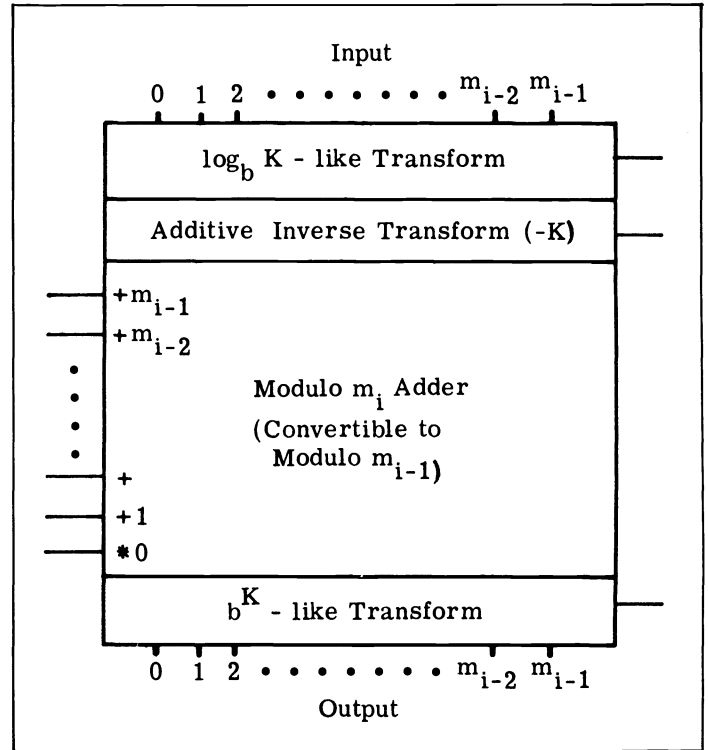 Input
0 1 2 • • • • • • • m_{i-2} m_{i-1}
log_b K - like Transform
Additive Inverse Transform (-K)
+m_{i-1}
+m_{i-2}
Modulo m_i Adder
(Convertible to
Modulo m_{i-1})
+
+1
*0
b^K - like Transform
0 1 2 • • • • • • • m_{i-2} m_{i-1}
Output